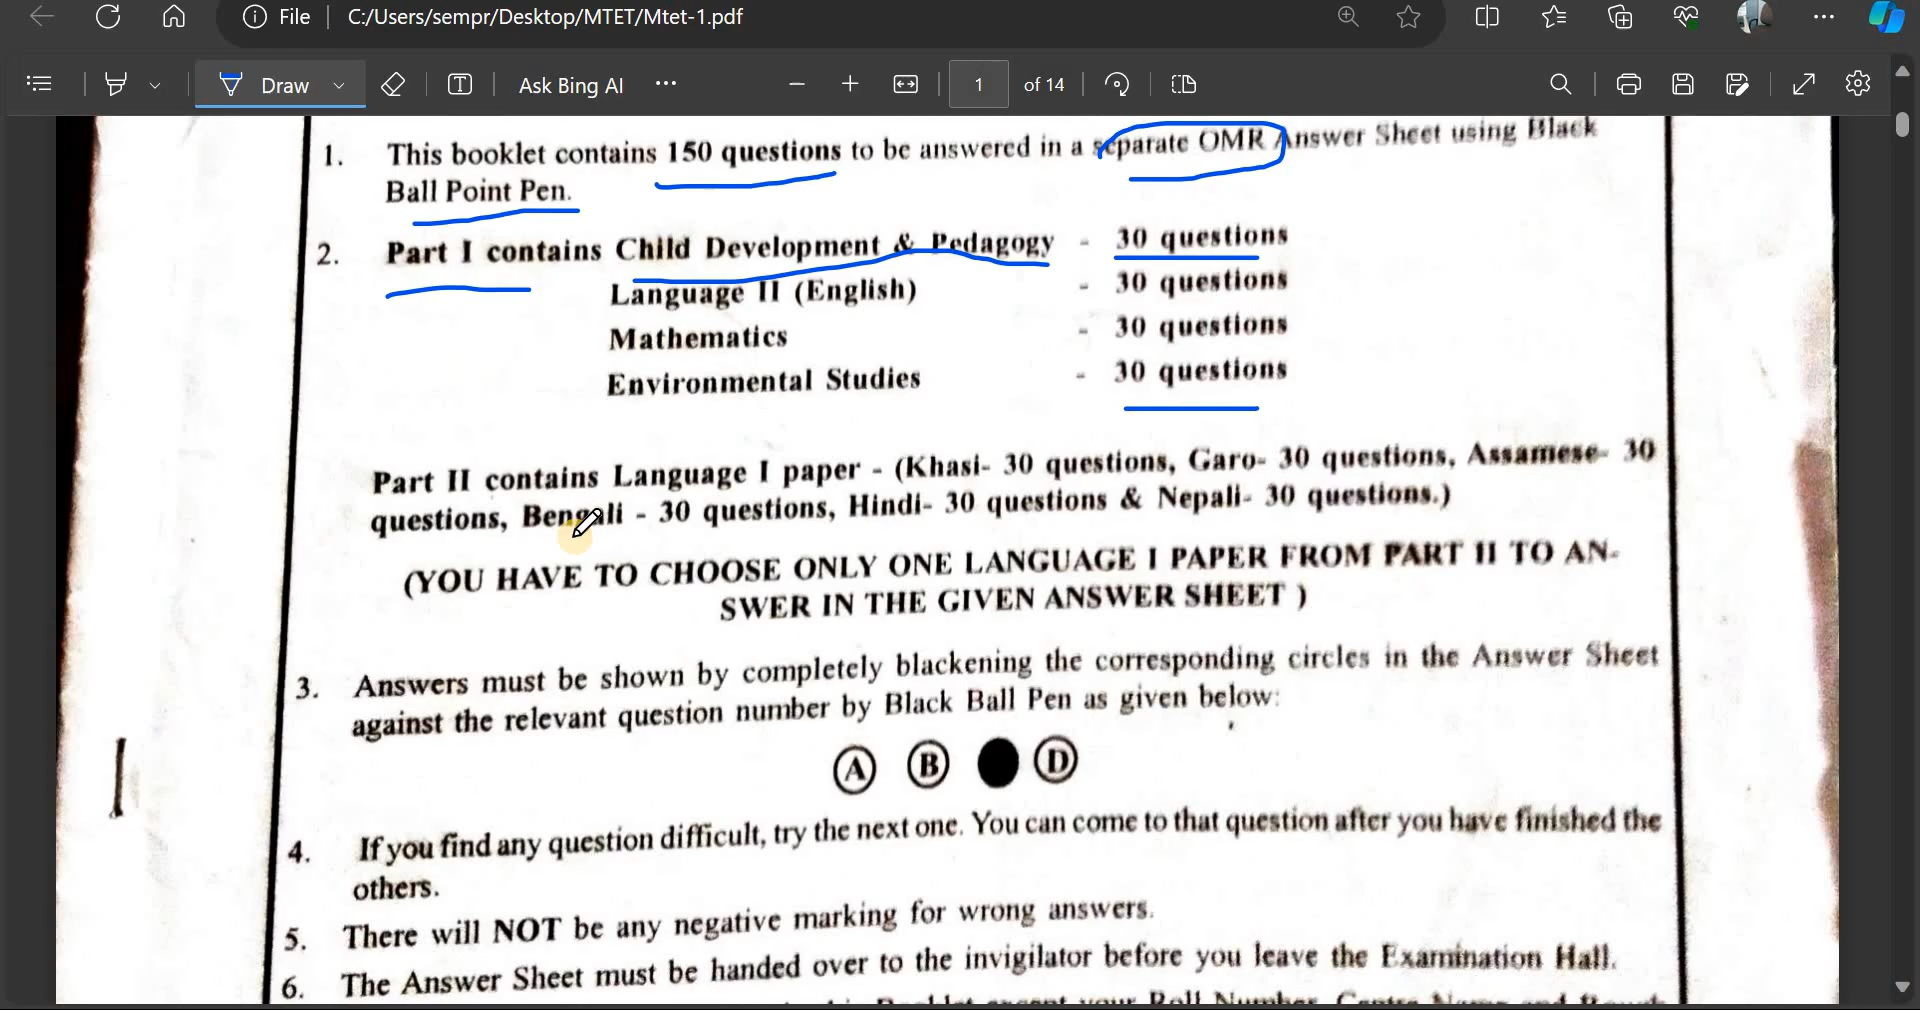 File C:/Users/sempr/Desktop/MTET/Mtet-1.pdf
Draw Ask Bing AI 1 of 14
1. This booklet contains 150 questions to be answered in a separate OMR Answer Sheet using Black
Ball Point Pen.
2. Part I contains Child Development & Pedagogy - 30 questions
Language II (English) - 30 questions
Mathematics - 30 questions
Environmental Studies - 30 questions
Part II contains Language I paper - (Khasi- 30 questions, Garo- 30 questions, Assamese- 30
questions, Bengali - 30 questions, Hindi- 30 questions & Nepali- 30 questions.)
(YOU HAVE TO CHOOSE ONLY ONE LANGUAGE I PAPER FROM PART II TO AN-
SWER IN THE GIVEN ANSWER SHEET )
3. Answers must be shown by completely blackening the corresponding circles in the Answer Sheet
against the relevant question number by Black Ball Pen as given below:
A B D
4. If you find any question difficult, try the next one. You can come to that question after you have finished the
others.
5. There will NOT be any negative marking for wrong answers.
6. The Answer Sheet must be handed over to the invigilator before you leave the Examination Hall.